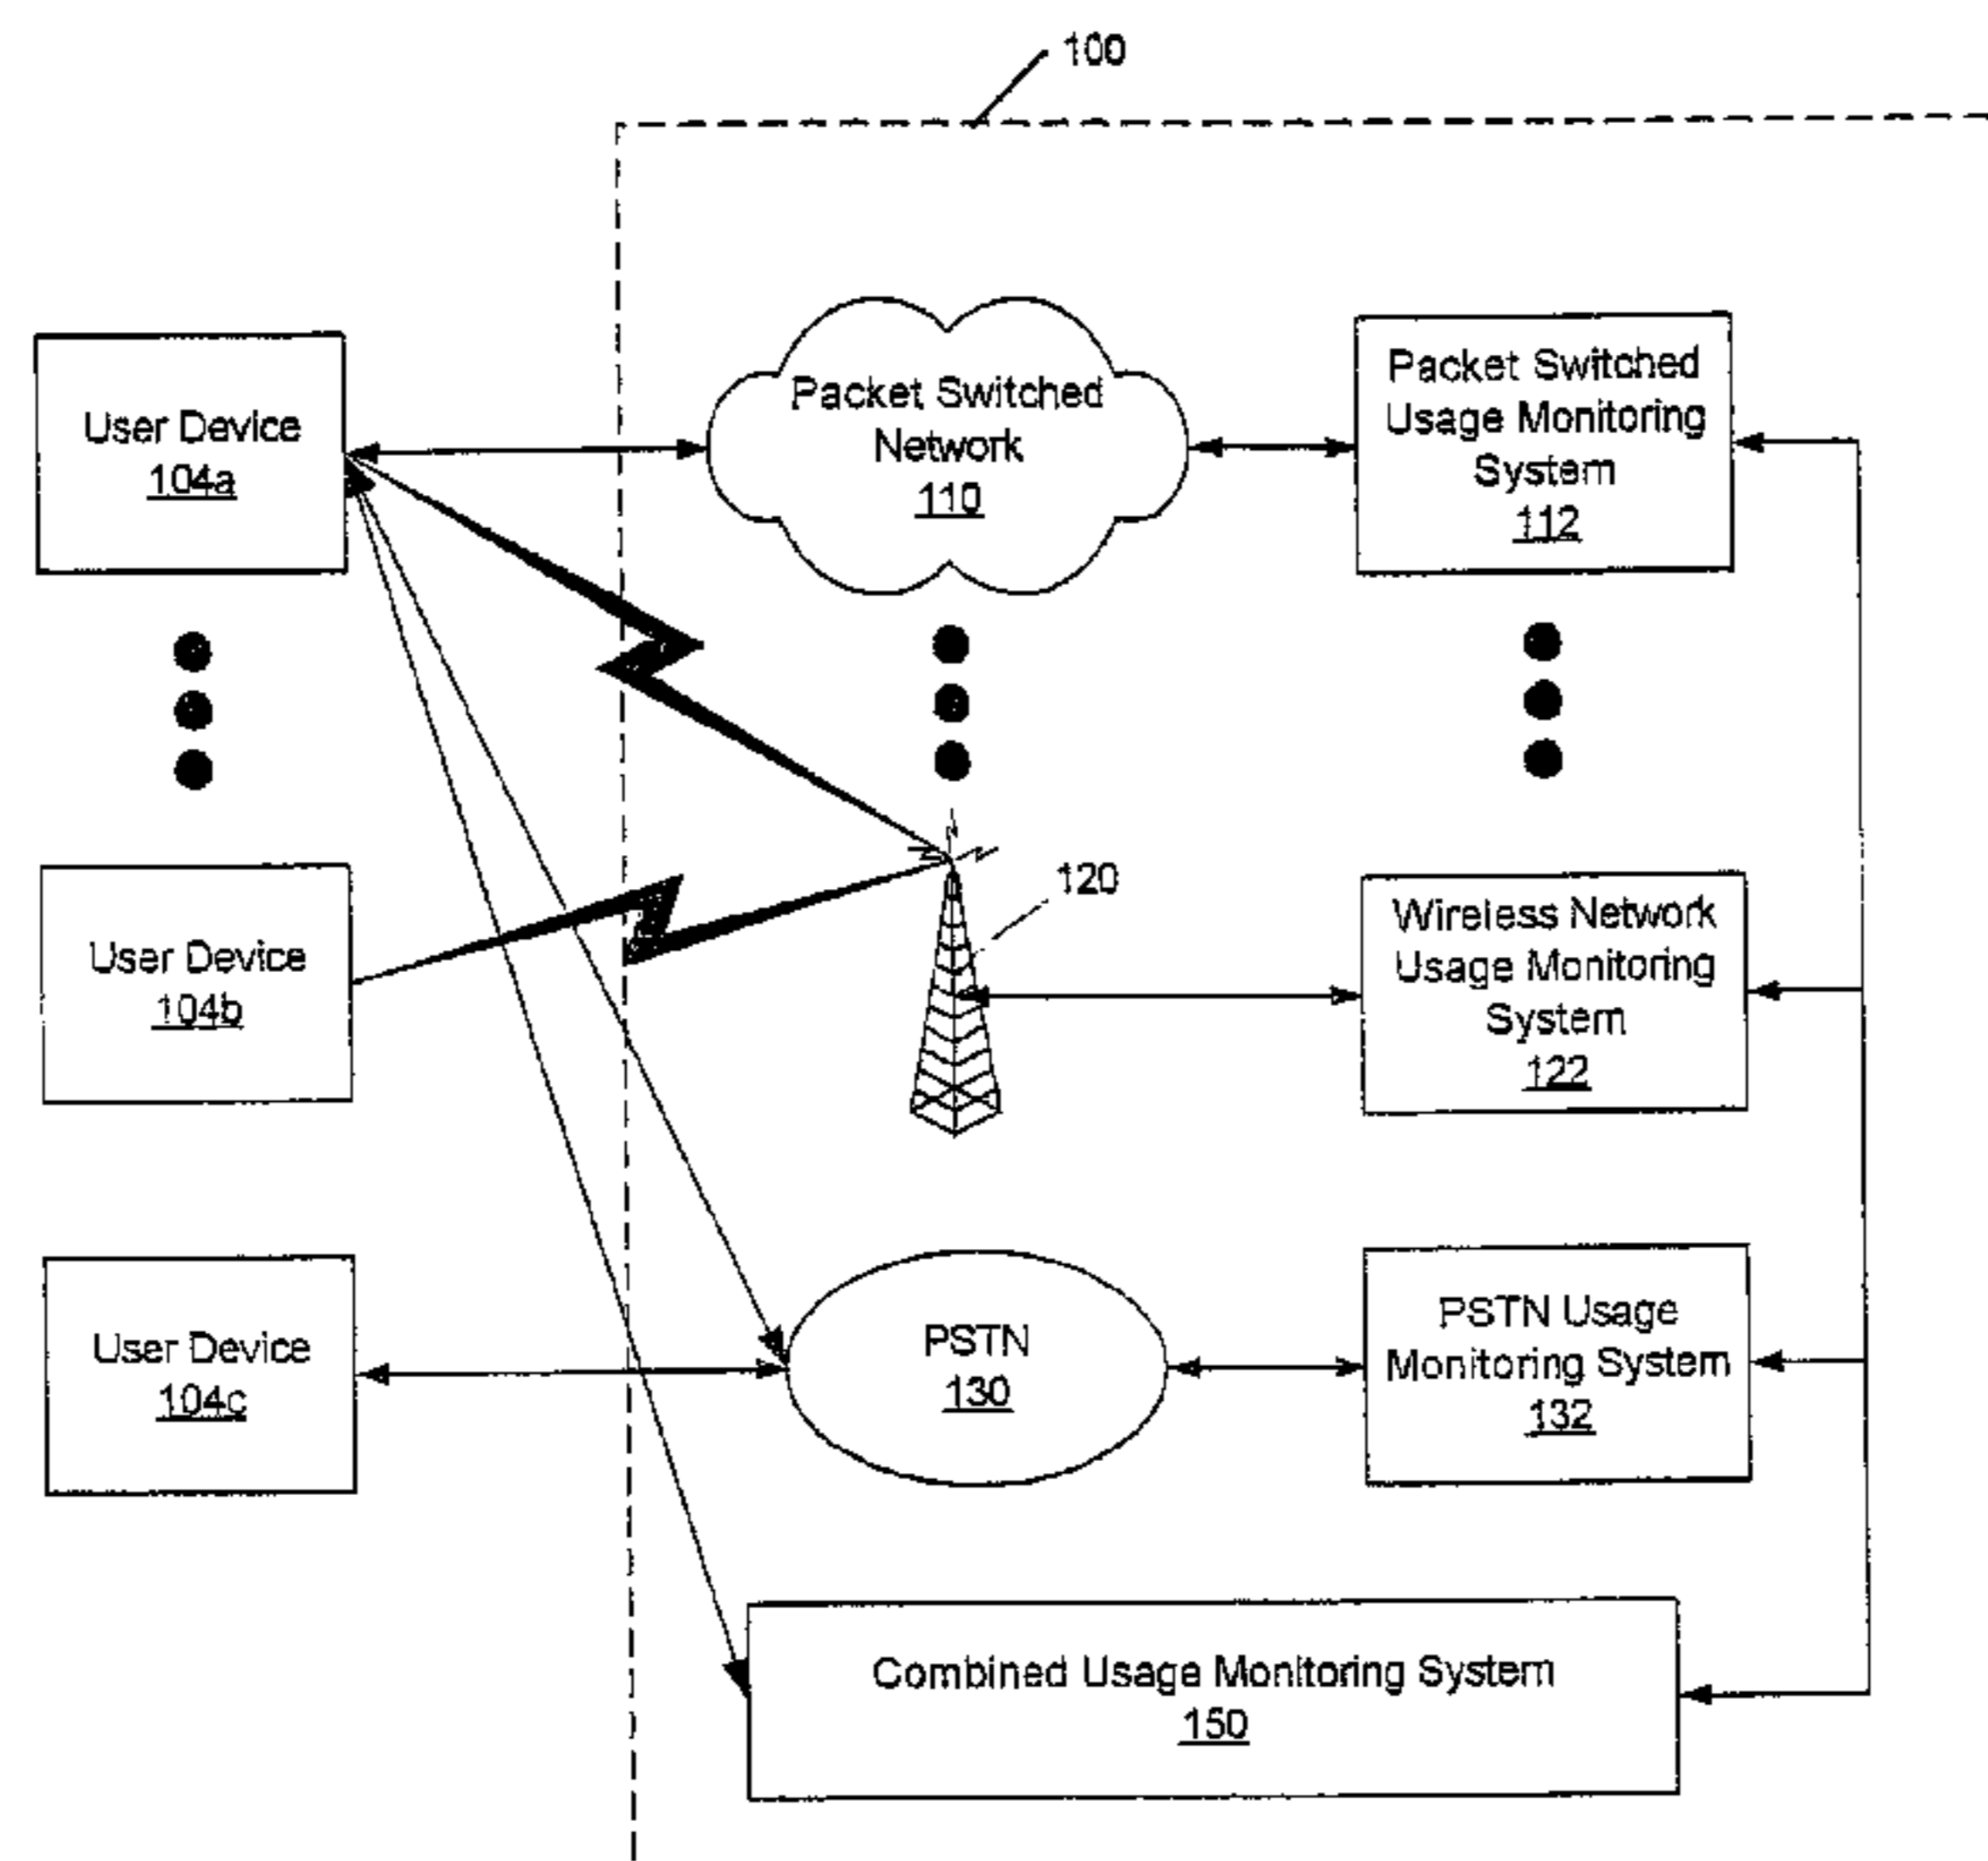 100
User Device
104a
Packet Switched
Network
110
Packet Switched
Usage Monitoring
System
112
User Device
104b
120
Wireless Network
Usage Monitoring
System
122
User Device
104c
PSTN
130
PSTN Usage
Monitoring System
132
Combined Usage Monitoring System
150